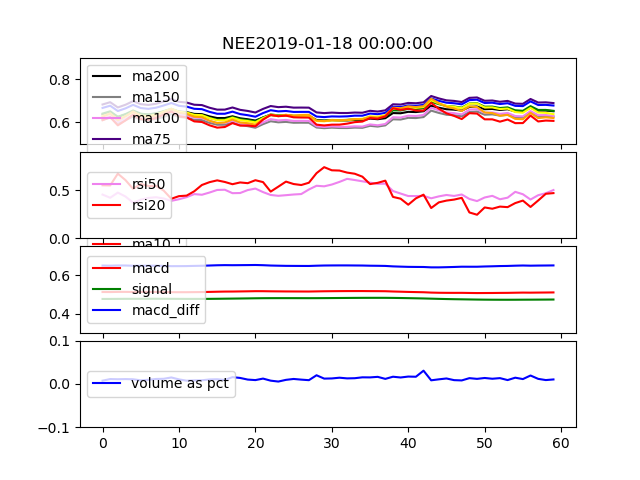 NEE2019-01-18 00:00:00
0.8
0.6
ma200
ma150
ma100
ma75
0.5
0.0
rsi50
rsi20
ma10
0.6
0.4
macd
signal
macd_diff
0.1
0.0
−0.1
volume as pct
0 10 20 30 40 50 60